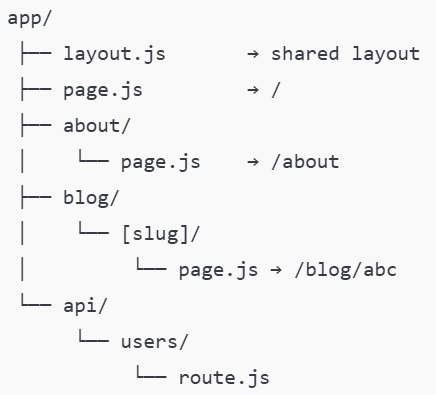 app/
├── layout.js        → shared layout
├── page.js          → /
├── about/
│    └── page.js    → /about
├── blog/
│    └── [slug]/
│         └── page.js → /blog/abc
└── api/
     └── users/
          └── route.js